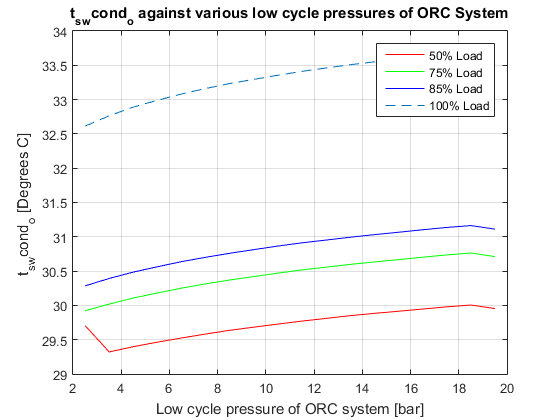 t_sw cond_o against various low cycle pressures of ORC System
34
33.5
33
32.5
32
31.5
31
30.5
30
29.5
29
t_sw cond_o [Degrees C]
50% Load
75% Load
85% Load
100% Load
2 4 6 8 10 12 14 16 18 20
Low cycle pressure of ORC system [bar]